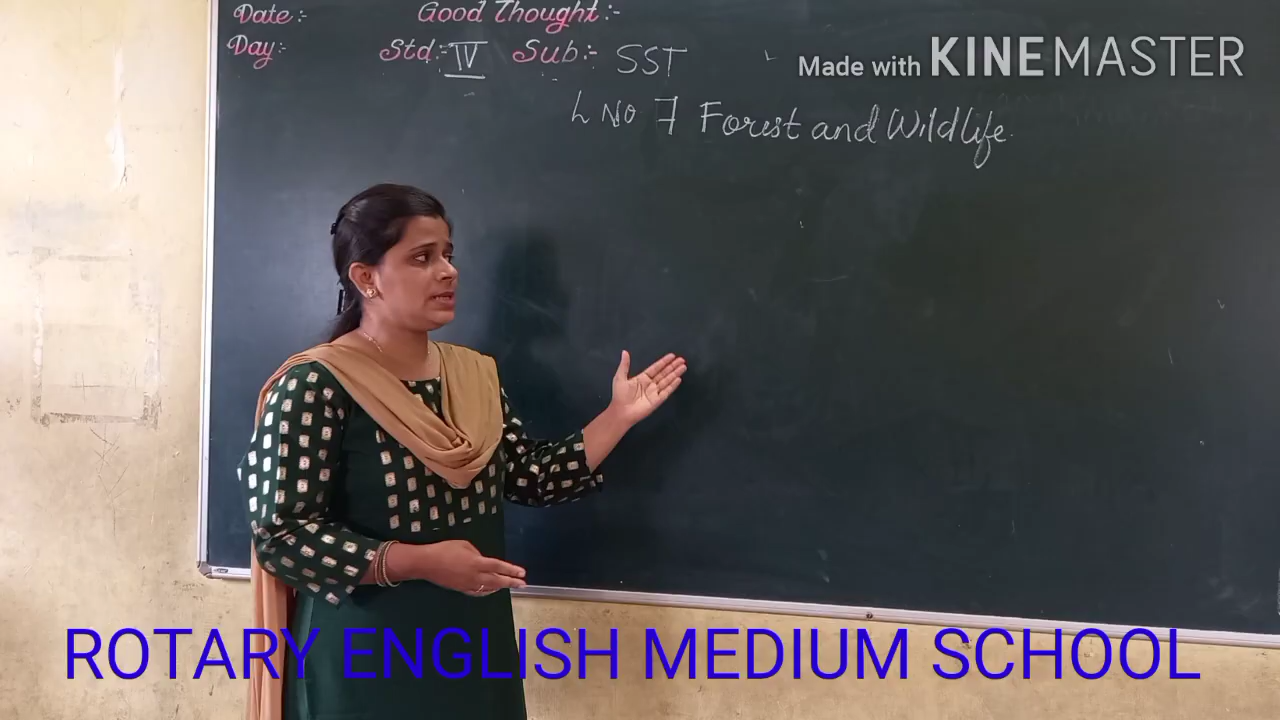 Date:- Good Thought:-
Day:- Std:- IV Sub:- SST
Made with KINEMASTER
L No 7 Forest and Wildlife.
ROTARY ENGLISH MEDIUM SCHOOL